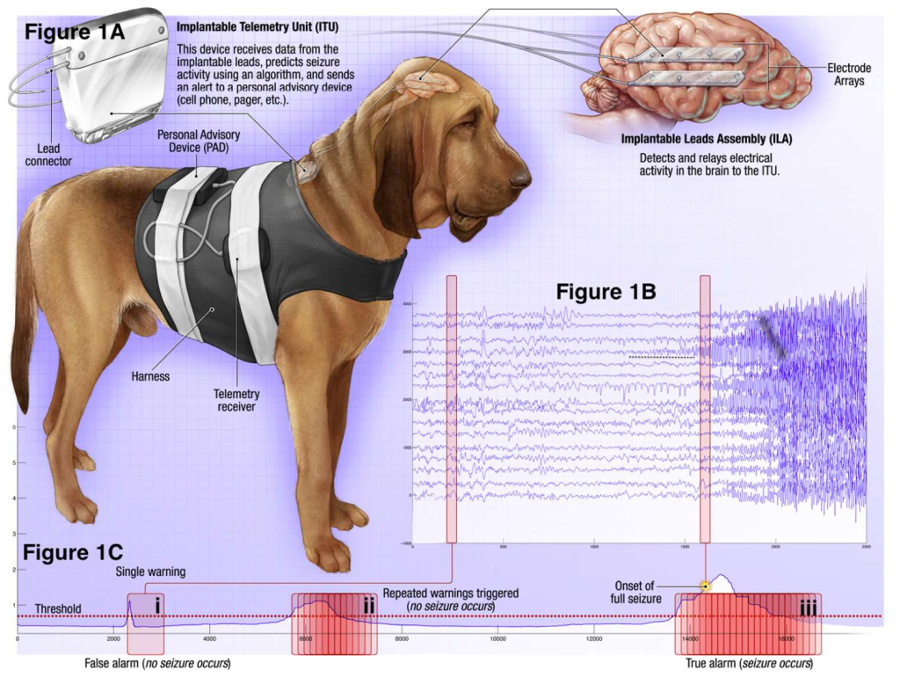 Figure 1A
Implantable Telemetry Unit (ITU)
This device receives data from the
implantable leads, predicts seizure
activity using an algorithm, and sends
an alert to a personal advisory device
(cell phone, pager, etc.).
Lead
connector
Personal Advisory
Device (PAD)
Electrode
Arrays
Implantable Leads Assembly (ILA)
Detects and relays electrical
activity in the brain to the ITU.
Harness
Telemetry
receiver
Figure 1B
4000
3000
2000
1000
0
-1000
0 500 1000 1500 2000 2500
Figure 1C
6
5
4
3
2
1
Single warning
Threshold
i
Repeated warnings triggered
(no seizure occurs)
ii
Onset of
full seizure
iii
0 2000 4000 6000 8000 10000 12000 14000 16000
False alarm (no seizure occurs)
True alarm (seizure occurs)